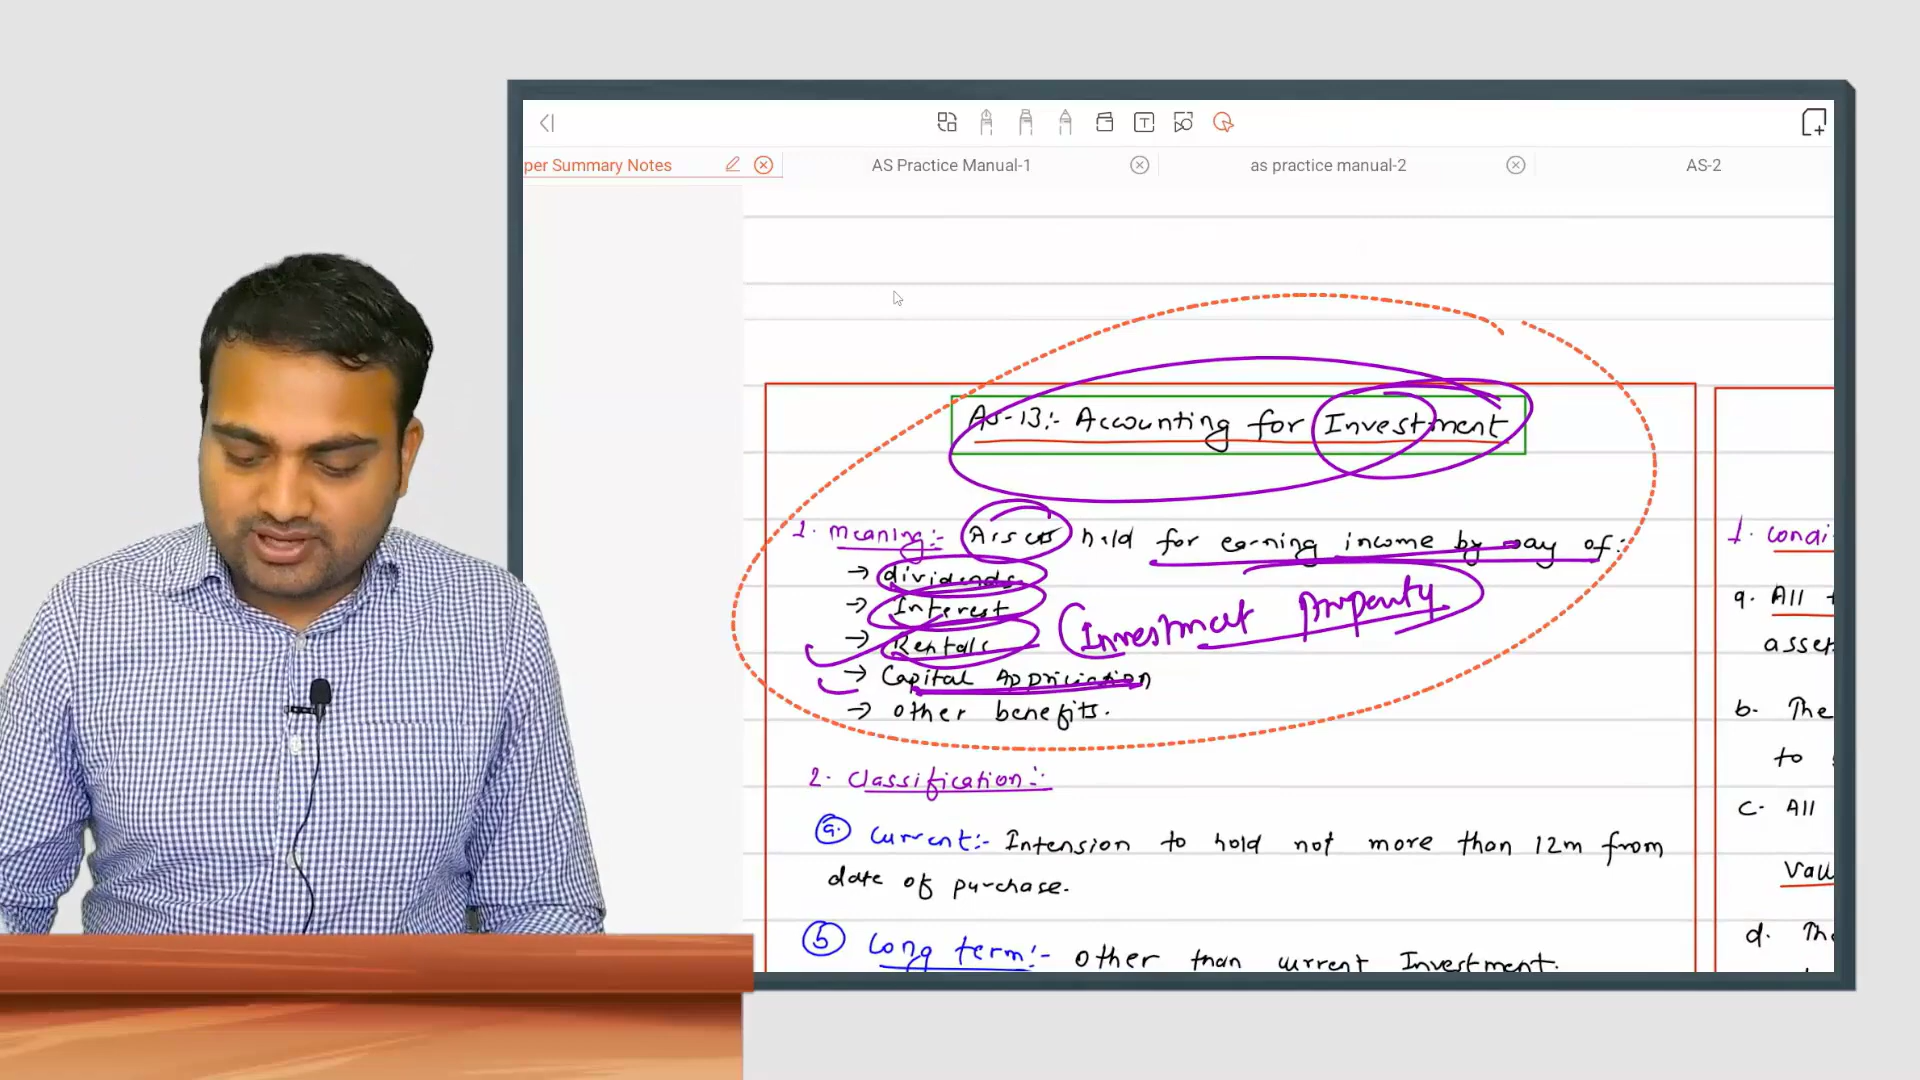 per Summary Notes
AS Practice Manual-1
as practice manual-2
AS-2
AS-13:- Accounting for Investment
1. Meaning:- Assets held for earning income by way of:
→ dividends
→ Interest
→ Rentals (Investment property
→ Capital Appriciation
→ other benefits.
2. Classification:-
a. Current:- Intension to hold not more than 12m from
date of purchase.
b Long term:- other than current Investment.
1. Condi
a. All
asset
b. The
to
c. All
Valu
d. The